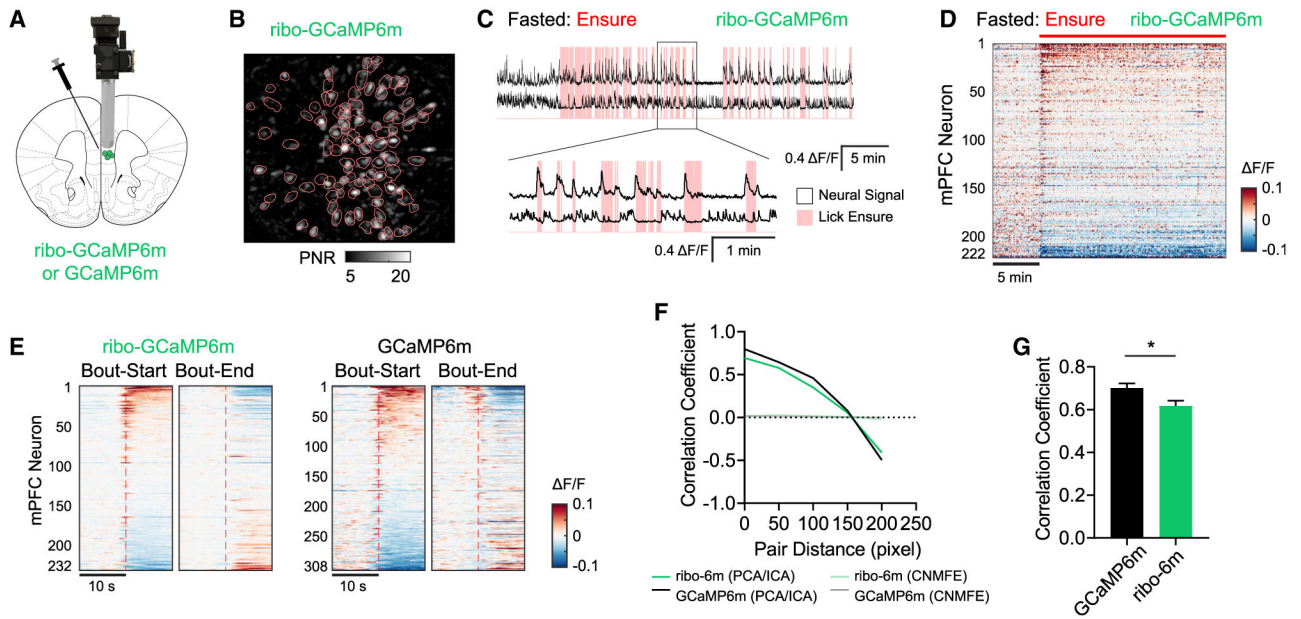 A
ribo-GCaMP6m
or GCaMP6m
B
ribo-GCaMP6m
PNR
5 20
C
Fasted: Ensure ribo-GCaMP6m
0.4 ΔF/F 5 min
Neural Signal
Lick Ensure
0.4 ΔF/F 1 min
D
Fasted: Ensure ribo-GCaMP6m
mPFC Neuron
1
50
100
150
200
222
5 min
ΔF/F
0.1
0
-0.1
E
ribo-GCaMP6m
Bout-Start Bout-End
mPFC Neuron
1
50
100
150
200
232
10 s
GCaMP6m
Bout-Start Bout-End
1
50
100
150
200
250
308
10 s
ΔF/F
0.1
0
-0.1
F
Correlation Coefficient
1.0
0.5
0.0
-0.5
-1.0
0 50 100 150 200 250
Pair Distance (pixel)
ribo-6m (PCA/ICA) ribo-6m (CNMFE)
GCaMP6m (PCA/ICA) GCaMP6m (CNMFE)
G
Correlation Coefficient
*
0.8
0.6
0.4
0.2
0.0
GCaMP6m
ribo-6m